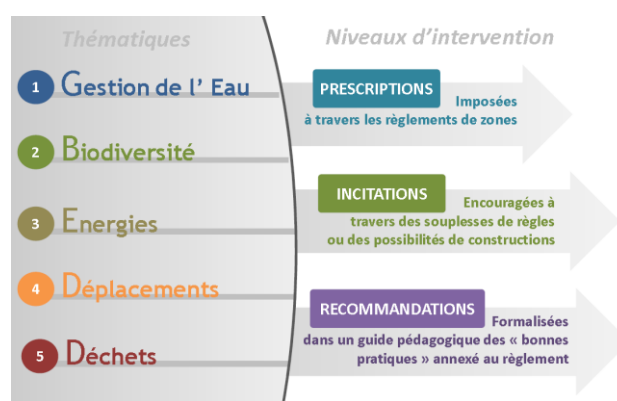 Thématiques
1 Gestion de l' Eau
2 Biodiversité
3 Energies
4 Déplacements
5 Déchets
Niveaux d'intervention
PRESCRIPTIONS
Imposées
à travers les règlements de zones
INCITATIONS
Encouragées à
travers des souplesses de règles
ou des possibilités de constructions
RECOMMANDATIONS
Formalisées
dans un guide pédagogique des « bonnes
pratiques » annexé au règlement